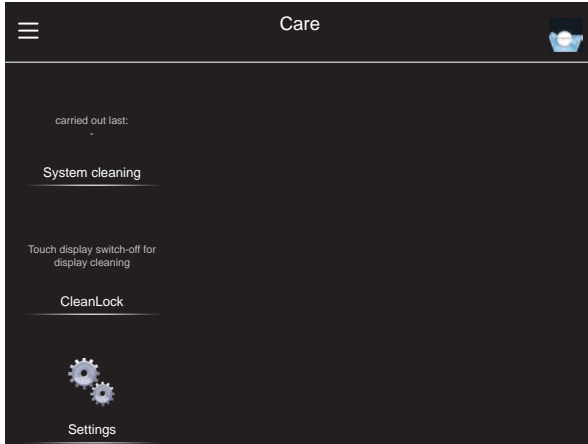 Care
carried out last:
-
System cleaning
Touch display switch-off for
display cleaning
CleanLock
Settings